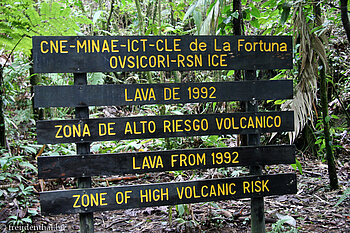 CNE-MINAE-ICT-CLE de La Fortuna
OVSICORI-RSN ICE
LAVA DE 1992
ZONA DE ALTO RIESGO VOLCANICO
LAVA FROM 1992
ZONE OF HIGH VOLCANIC RISK